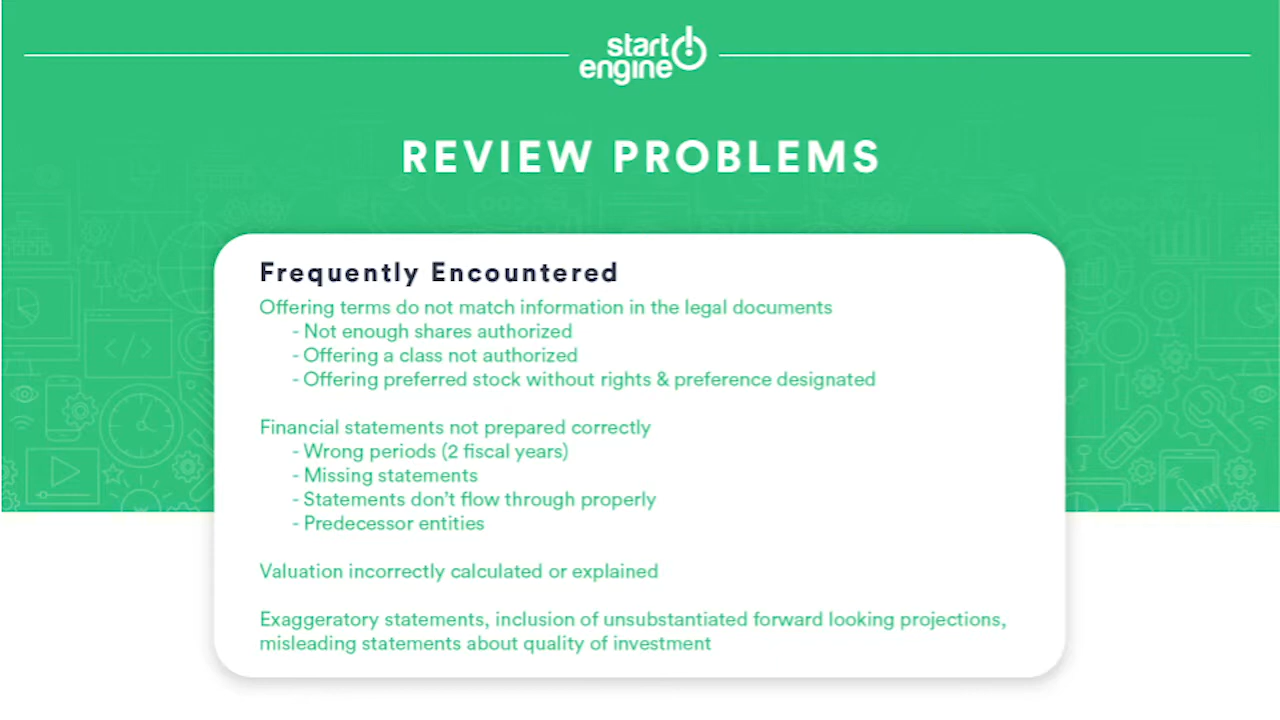 start
engine
REVIEW PROBLEMS
Frequently Encountered
Offering terms do not match information in the legal documents
- Not enough shares authorized
- Offering a class not authorized
- Offering preferred stock without rights & preference designated
Financial statements not prepared correctly
- Wrong periods (2 fiscal years)
- Missing statements
- Statements don't flow through properly
- Predecessor entities
Valuation incorrectly calculated or explained
Exaggeratory statements, inclusion of unsubstantiated forward looking projections,
misleading statements about quality of investment